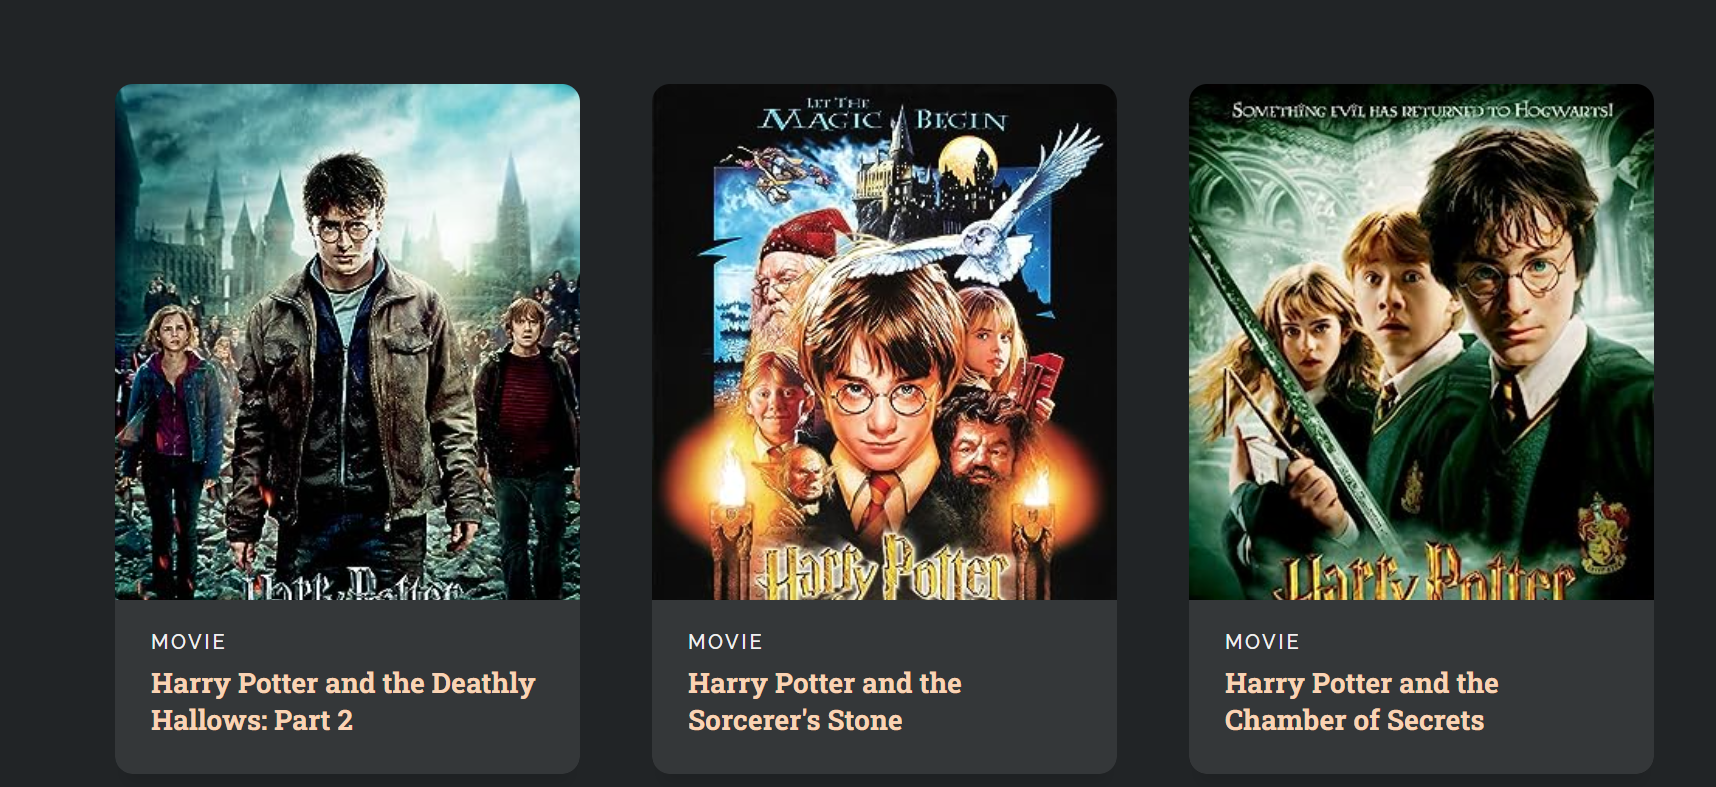 Harry Potter
MOVIE
Harry Potter and the Deathly
Hallows: Part 2
LET THE
MAGIC BEGIN
Harry Potter
MOVIE
Harry Potter and the
Sorcerer's Stone
SOMETHING EVIL HAS RETURNED TO HOGWARTS!
Harry Potter
MOVIE
Harry Potter and the
Chamber of Secrets